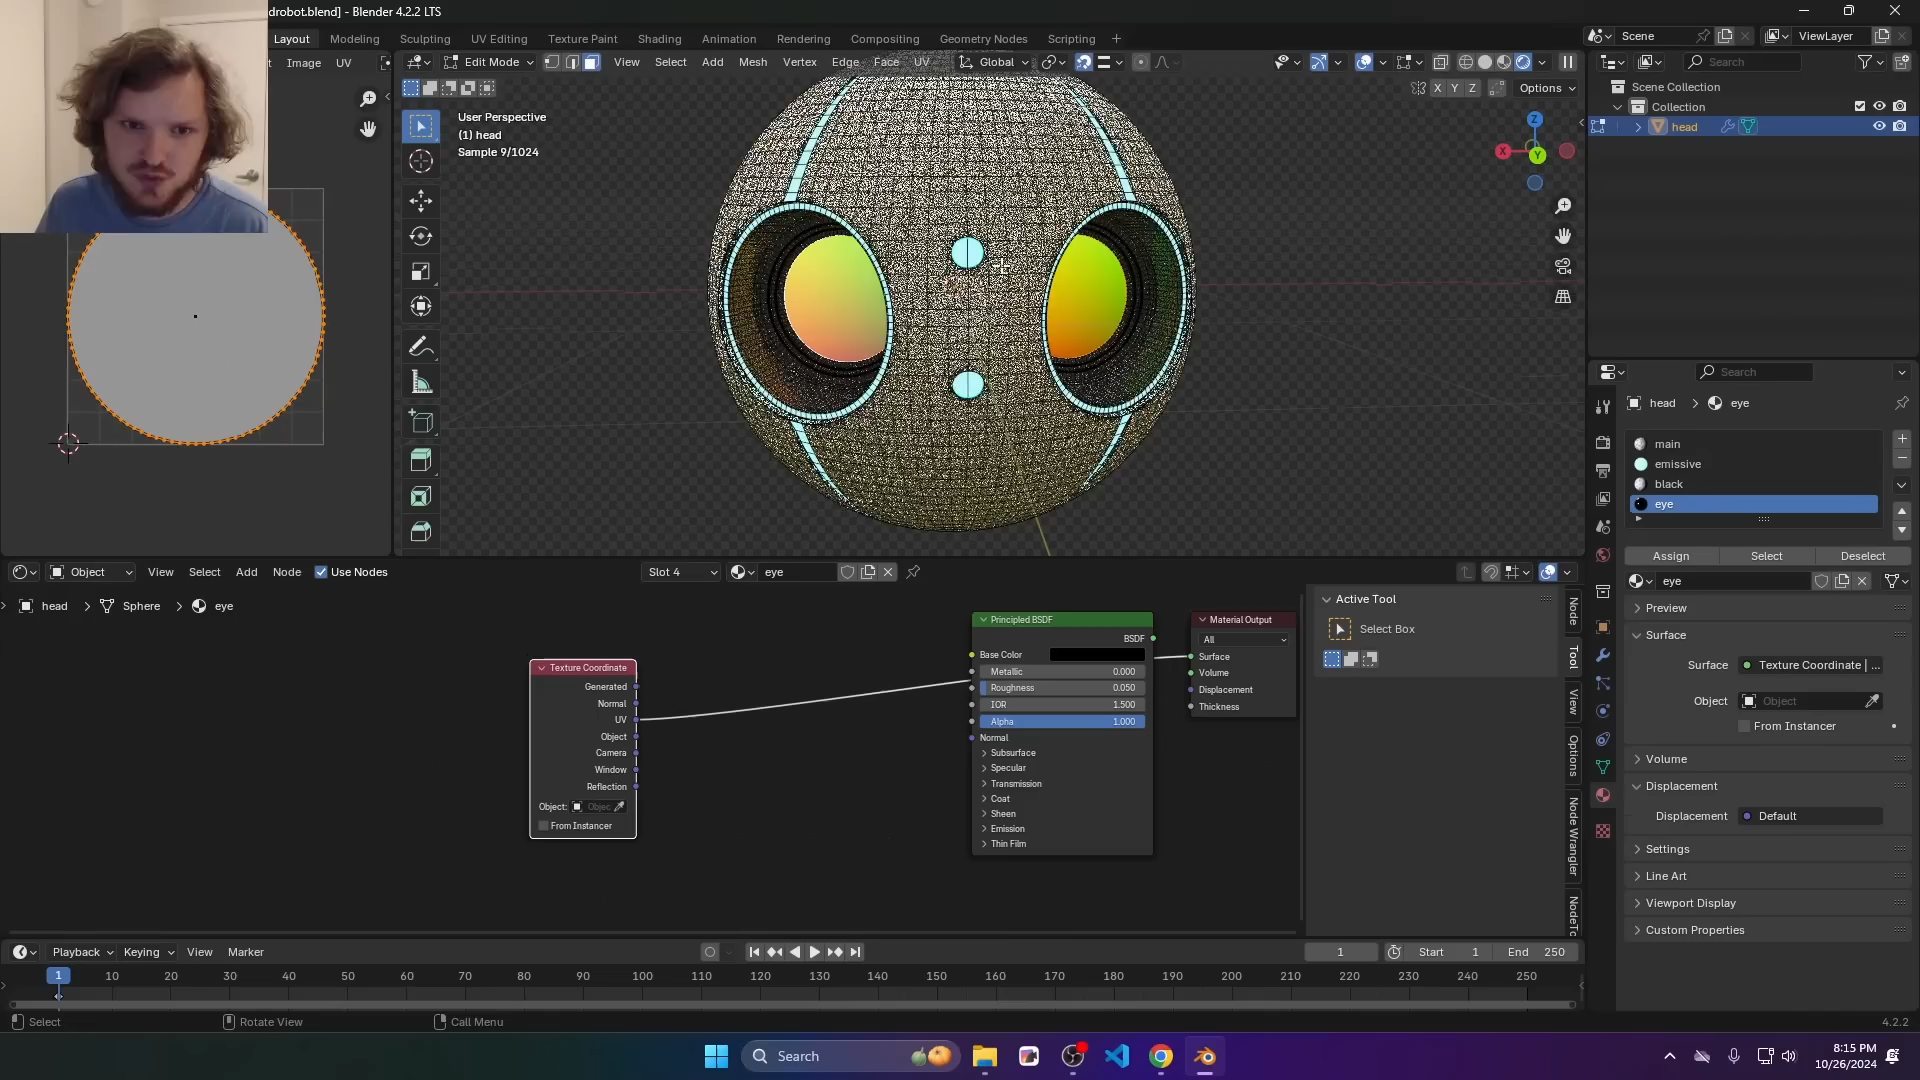 drobot.blend] - Blender 4.2.2 LTS
Layout Modeling Sculpting UV Editing Texture Paint Shading Animation Rendering Compositing Geometry Nodes Scripting +
Scene ViewLayer
Image UV
Edit Mode View Select Add Mesh Vertex Edge Face UV Global
X Y Z Options
User Perspective
(1) head
Sample 9/1024
Z
X
Y
Search
Scene Collection
Collection
head
Search
head > eye
main
emissive
black
eye
Assign Select Deselect
eye
Preview
Surface
Surface Texture Coordinate | ...
Object Object
From Instancer
Volume
Displacement
Displacement Default
Settings
Line Art
Viewport Display
Custom Properties
Object View Select Add Node Use Nodes Slot 4 eye
head > Sphere > eye
Texture Coordinate
Generated
Normal
UV
Object
Camera
Window
Reflection
Object: Objec
From Instancer
Principled BSDF
BSDF
Base Color
Metallic 0.000
Roughness 0.050
IOR 1.500
Alpha 1.000
Normal
Subsurface
Specular
Transmission
Coat
Sheen
Emission
Thin Film
Material Output
All
Surface
Volume
Displacement
Thickness
Active Tool
Select Box
Node
Tool
View
Options
Node Wrangler
NodeTo
Playback Keying View Marker
1 Start 1 End 250
1 10 20 30 40 50 60 70 80 90 100 110 120 130 140 150 160 170 180 190 200 210 220 230 240 250
Select Rotate View Call Menu 4.2.2
Search
8:15 PM
10/26/2024